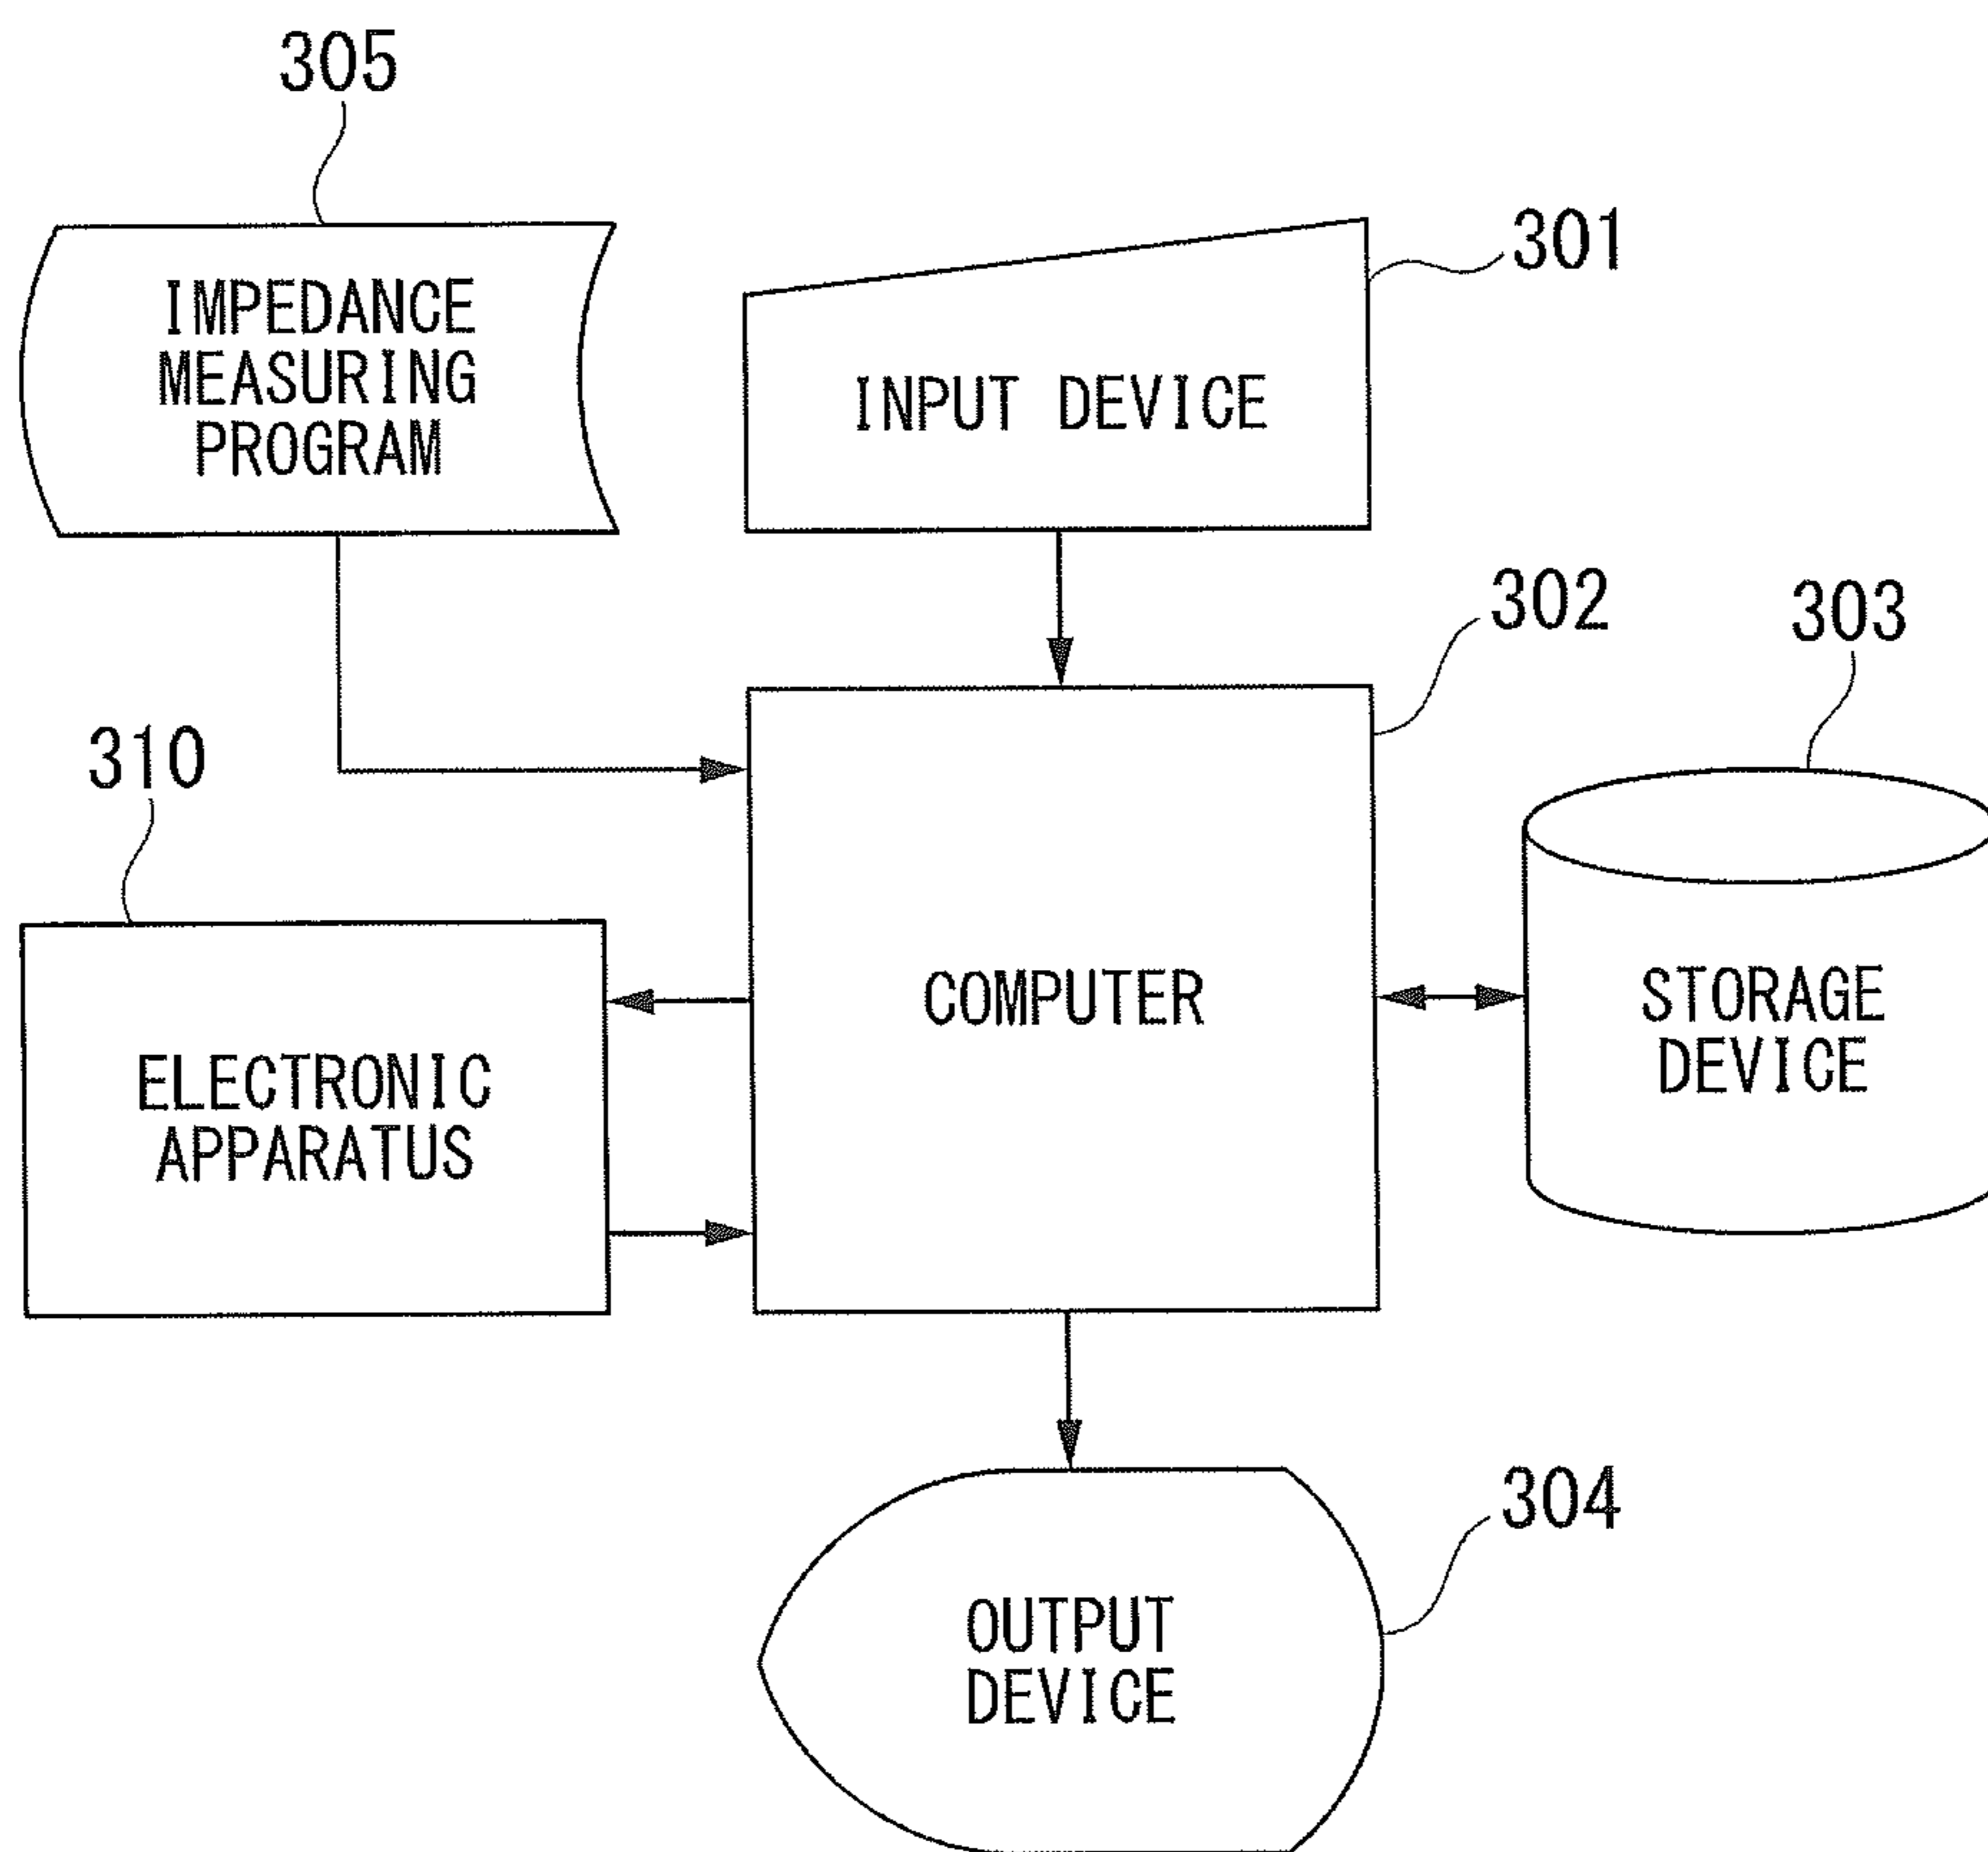 305
IMPEDANCE
MEASURING
PROGRAM
301
INPUT DEVICE
302
303
310
COMPUTER
STORAGE
DEVICE
ELECTRONIC
APPARATUS
304
OUTPUT
DEVICE